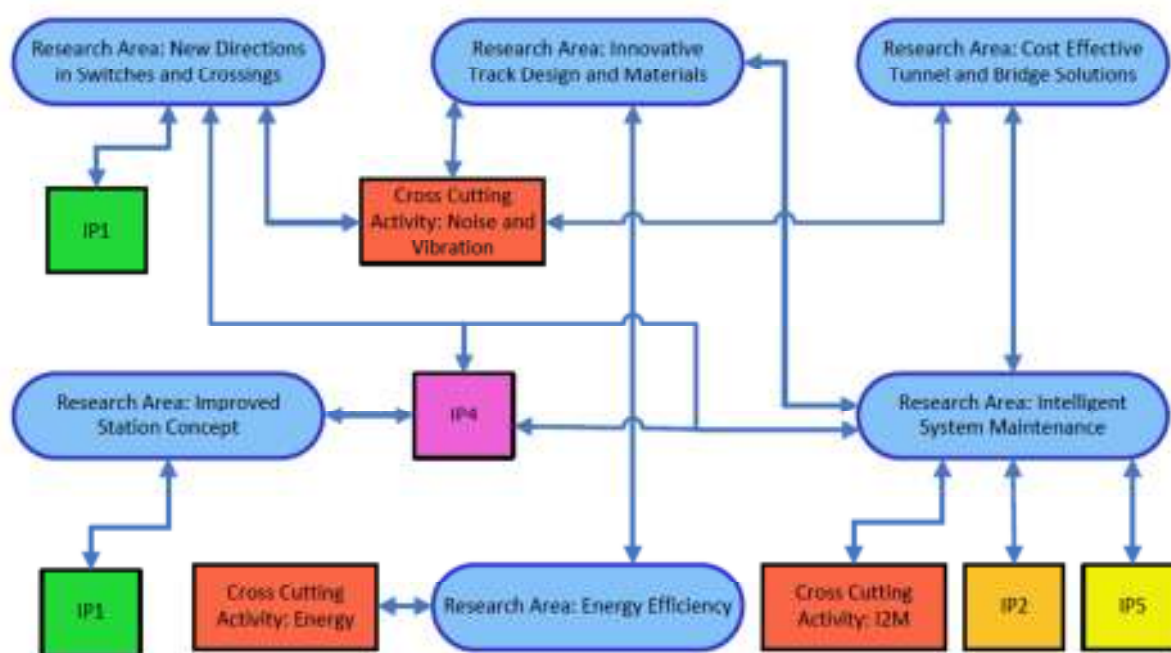 Research Area: New Directions
in Switches and Crossings
Research Area: Innovative
Track Design and Materials
Research Area: Cost Effective
Tunnel and Bridge Solutions
IP1
Cross Cutting
Activity: Noise and
Vibration
Research Area: Improved
Station Concept
IP4
Research Area: Intelligent
System Maintenance
IP1
Cross Cutting
Activity: Energy
Research Area: Energy Efficiency
Cross Cutting
Activity: I2M
IP2
IP5